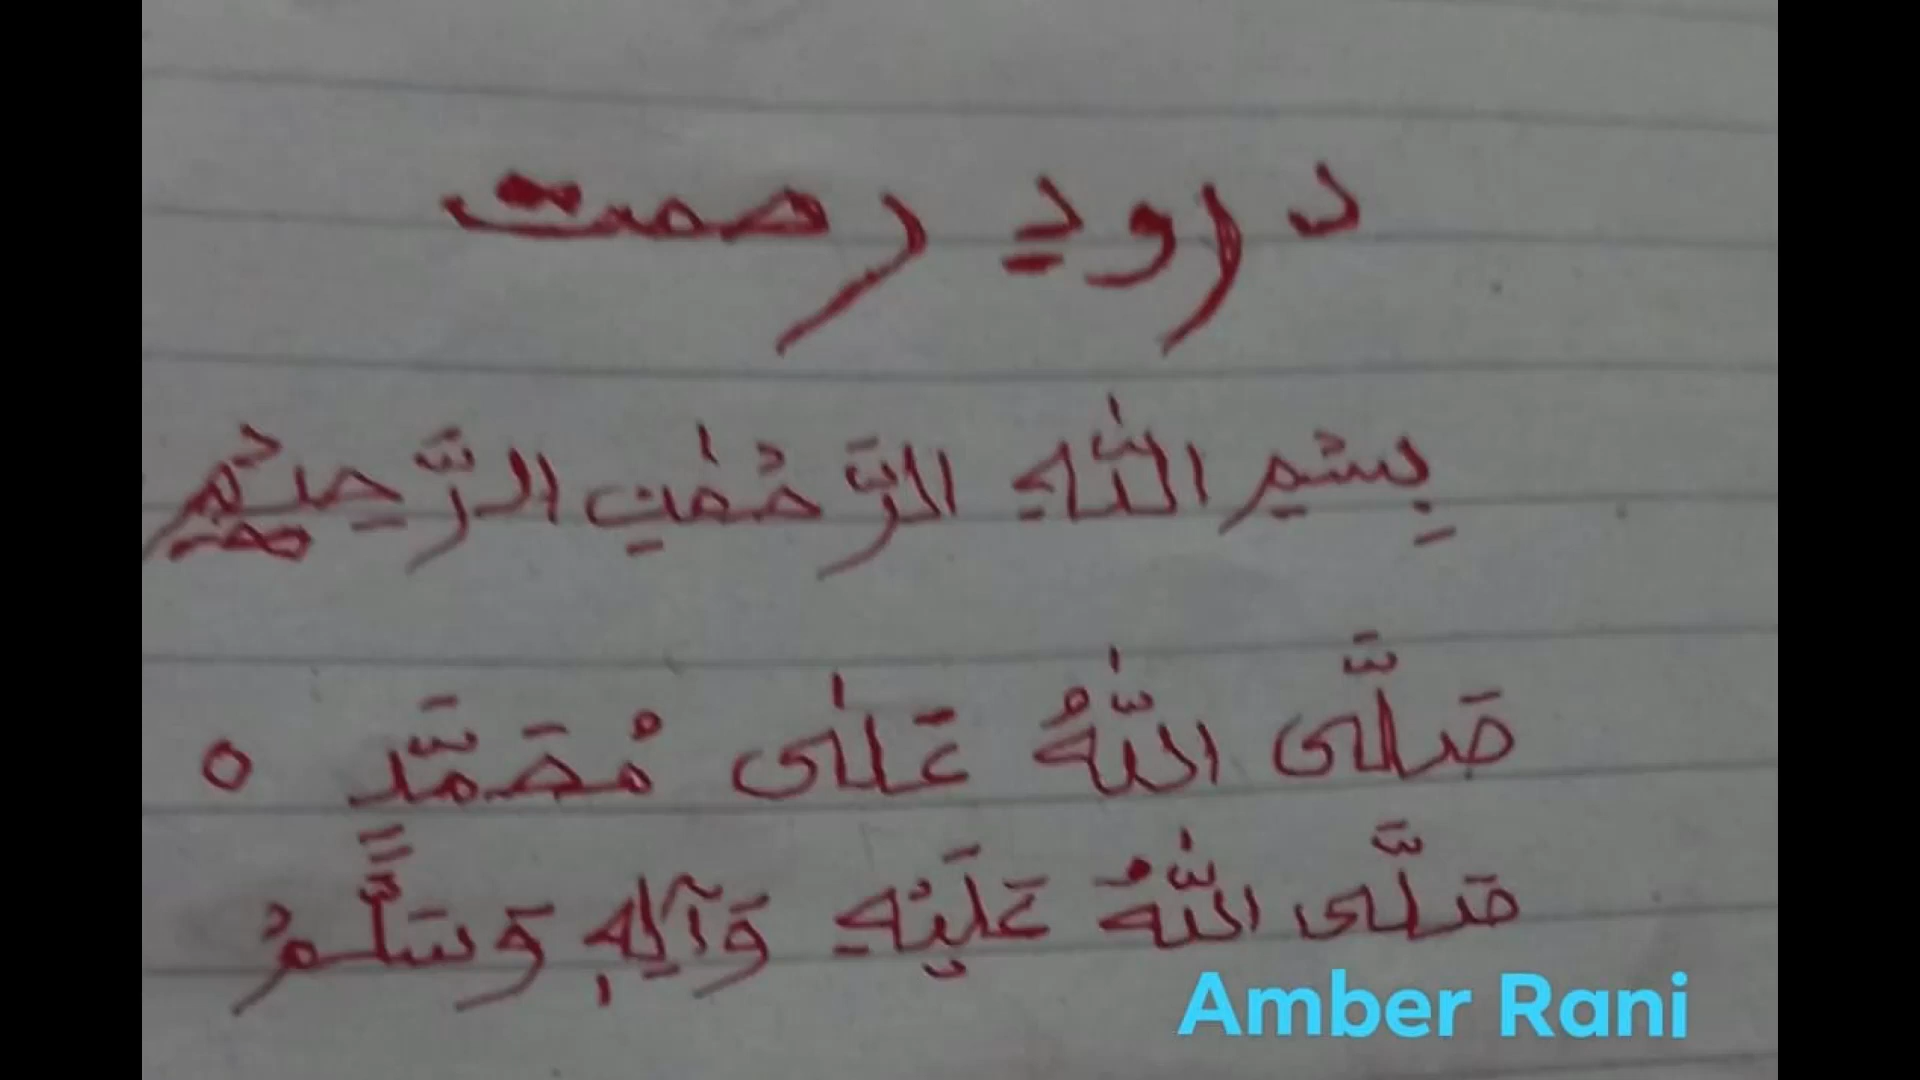 درود رحمت
بِسْمِ اللّٰهِ الرَّحْمٰنِ الرَّحِيْمِ
صَلَّى اللّٰهُ عَلٰى مُحَمَّدٍ ○
صَلَّى اللّٰهُ عَلَيْهِ وَآلِهٖ وَسَلَّمْ
Amber Rani